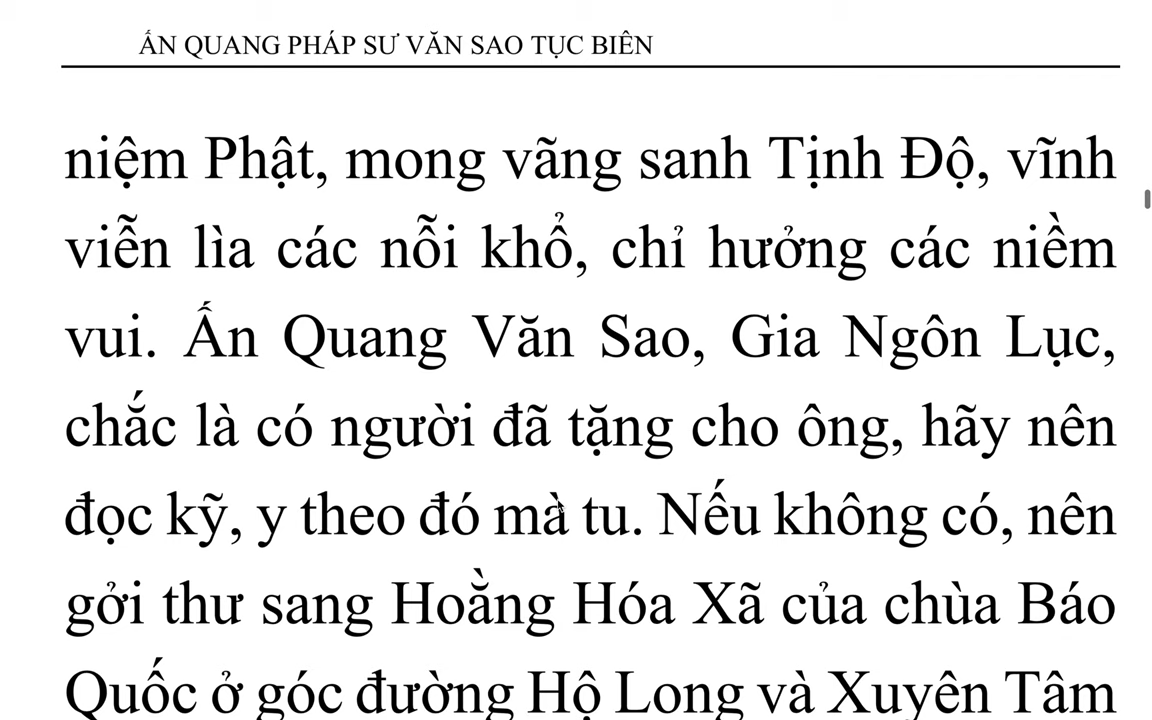 ẤN QUANG PHÁP SƯ VĂN SAO TỤC BIÊN
niệm Phật, mong vãng sanh Tịnh Độ, vĩnh
viễn lìa các nỗi khổ, chỉ hưởng các niềm
vui. Ấn Quang Văn Sao, Gia Ngôn Lục,
chắc là có người đã tặng cho ông, hãy nên
đọc kỹ, y theo đó mà tu. Nếu không có, nên
gởi thư sang Hoằng Hóa Xã của chùa Báo
Quốc ở góc đường Hộ Long và Xuyên Tâm